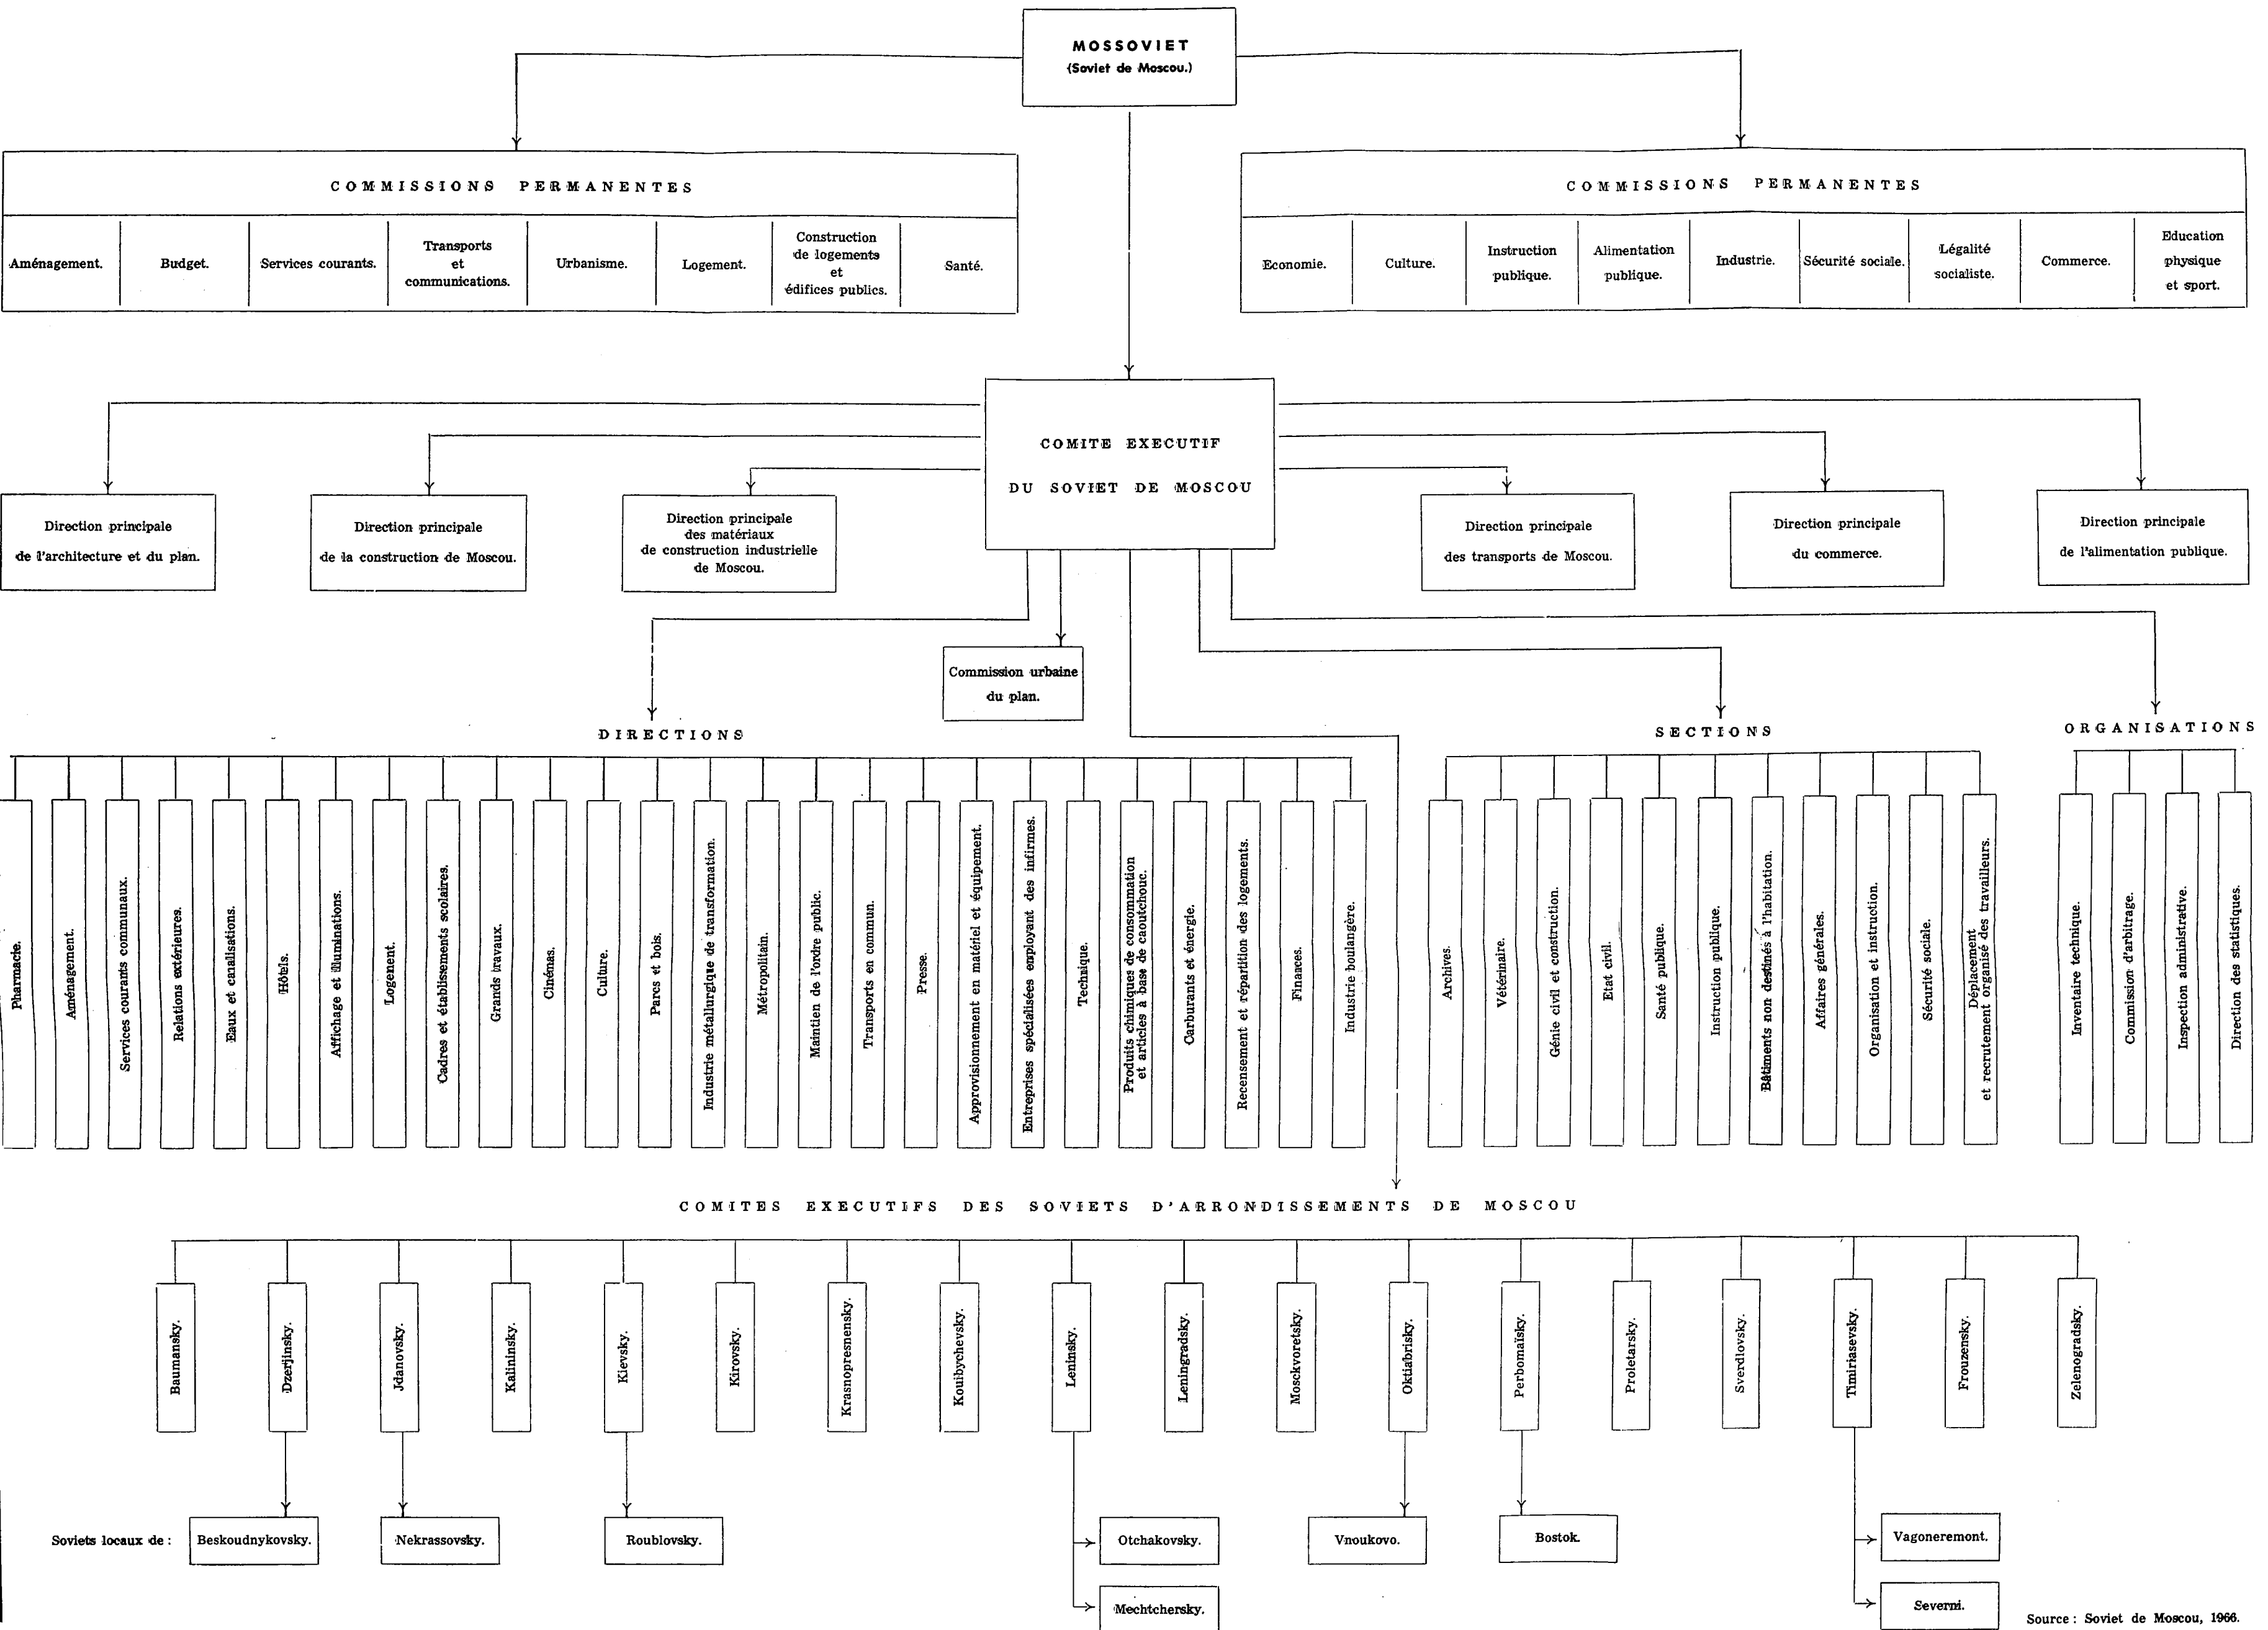 MOSSOVIET
(Soviet de Moscou.)
COMMISSIONS PERMANENTES
Aménagement.
Budget.
Services courants.
Transports
et
communications.
Urbanisme.
Logement.
Construction
de logements
et
édifices publics.
Santé.
COMMISSIONS PERMANENTES
Economie.
Culture.
Instruction
publique.
Alimentation
publique.
Industrie.
Sécurité sociale.
Légalité
socialiste.
Commerce.
Education
physique
et sport.
COMITE EXECUTIF
DU SOVIET DE MOSCOU
Direction principale
de l'architecture et du plan.
Direction principale
de la construction de Moscou.
Direction principale
des matériaux
de construction industrielle
de Moscou.
Direction principale
des transports de Moscou.
Direction principale
du commerce.
Direction principale
de l'alimentation publique.
Commission urbaine
du plan.
DIRECTIONS
Pharmacie.
Aménagement.
Services courants communaux.
Relations extérieures.
Eaux et canalisations.
Hôtels.
Affichage et illuminations.
Logement.
Cadres et établissements scolaires.
Grands travaux.
Cinémas.
Culture.
Parcs et bois.
Industrie métallurgique de transformation.
Métropolitain.
Maintien de l'ordre public.
Transports en commun.
Presse.
Approvisionnement en matériel et équipement.
Entreprises spécialisées employant des infirmes.
Technique.
Produits chimiques de consommation
et articles à base de caoutchouc.
Carburants et énergie.
Recensement et répartition des logements.
Finances.
Industrie boulangère.
SECTIONS
Archives.
Vétérinaire.
Génie civil et construction.
Etat civil.
Santé publique.
Instruction publique.
Bâtiments non destinés à l'habitation.
Affaires générales.
Organisation et instruction.
Sécurité sociale.
Déplacement
et recrutement organisé des travailleurs.
ORGANISATIONS
Inventaire technique.
Commission d'arbitrage.
Inspection administrative.
Direction des statistiques.
COMITES EXECUTIFS DES SOVIETS D'ARRONDISSEMENTS DE MOSCOU
Baumansky.
Dzerjinsky.
Jdanovsky.
Kalininsky.
Kievsky.
Kirovsky.
Krasnopresnensky.
Kouibychevsky.
Leninsky.
Leningradsky.
Mosckvoretsky.
Oktiabrisky.
Perbomaïsky.
Proletarsky.
Sverdlovsky.
Timiriasevsky.
Frouzensky.
Zelenogradsky.
Soviets locaux de :
Beskoudnykovsky.
Nekrassovsky.
Roublovsky.
Otchakovsky.
Vnoukovo.
Bostok.
Vagoneremont.
Mechtchersky.
Severni.
Source : Soviet de Moscou, 1966.